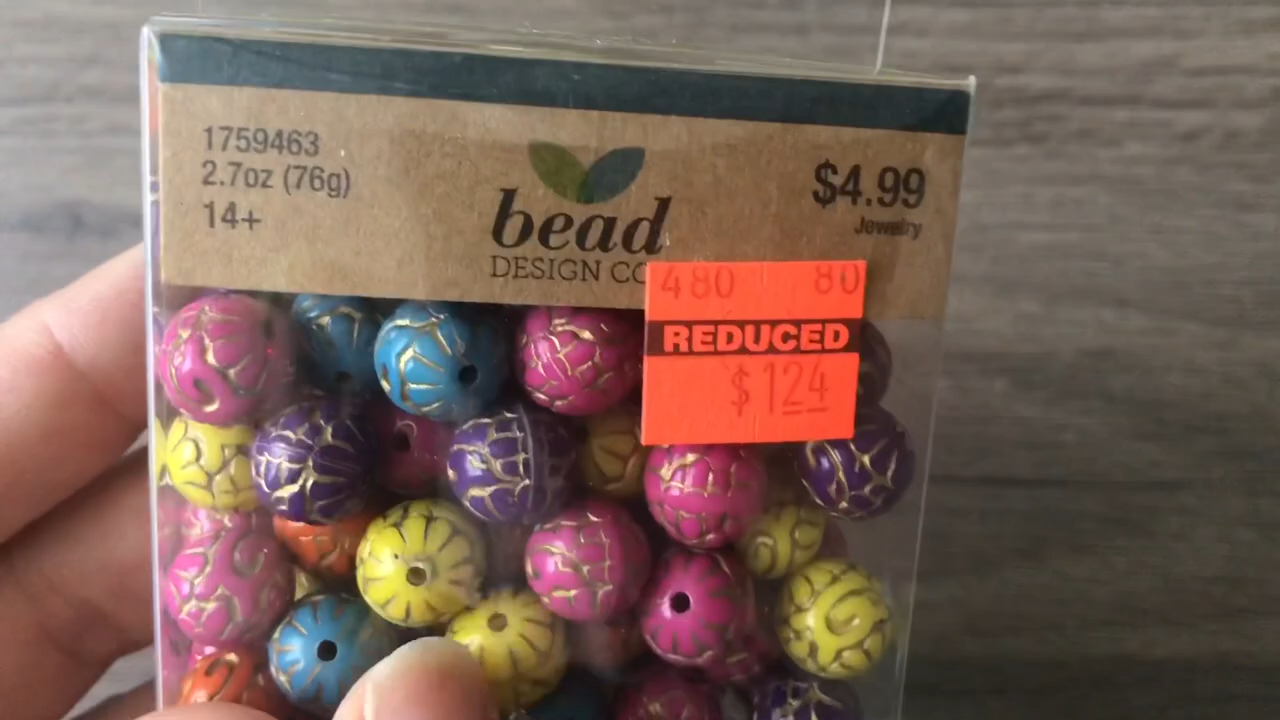 1759463
2.7oz (76g)
14+
bead
DESIGN CO
$4.99
Jewelry
480 80
REDUCED
$124